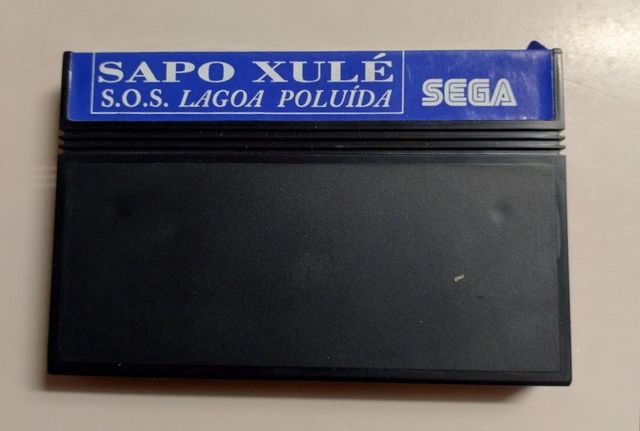 SAPO XULÉ
S.O.S. LAGOA POLUÍDA
SEGA